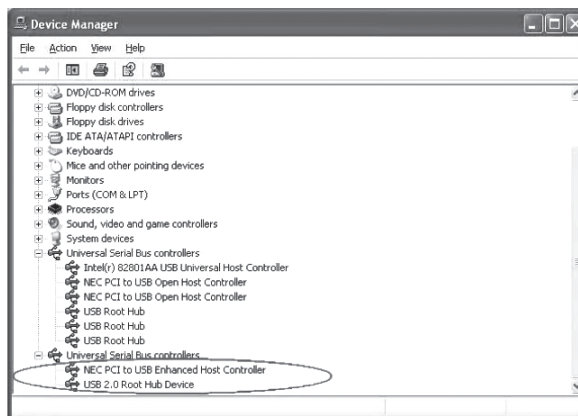 Device Manager
File Action View Help
DVD/CD-ROM drives
Floppy disk controllers
Floppy disk drives
IDE ATA/ATAPI controllers
Keyboards
Mice and other pointing devices
Monitors
Ports (COM & LPT)
Processors
Sound, video and game controllers
System devices
Universal Serial Bus controllers
Intel(r) 82801AA USB Universal Host Controller
NEC PCI to USB Open Host Controller
NEC PCI to USB Open Host Controller
USB Root Hub
USB Root Hub
USB Root Hub
Universal Serial Bus controllers
NEC PCI to USB Enhanced Host Controller
USB 2.0 Root Hub Device